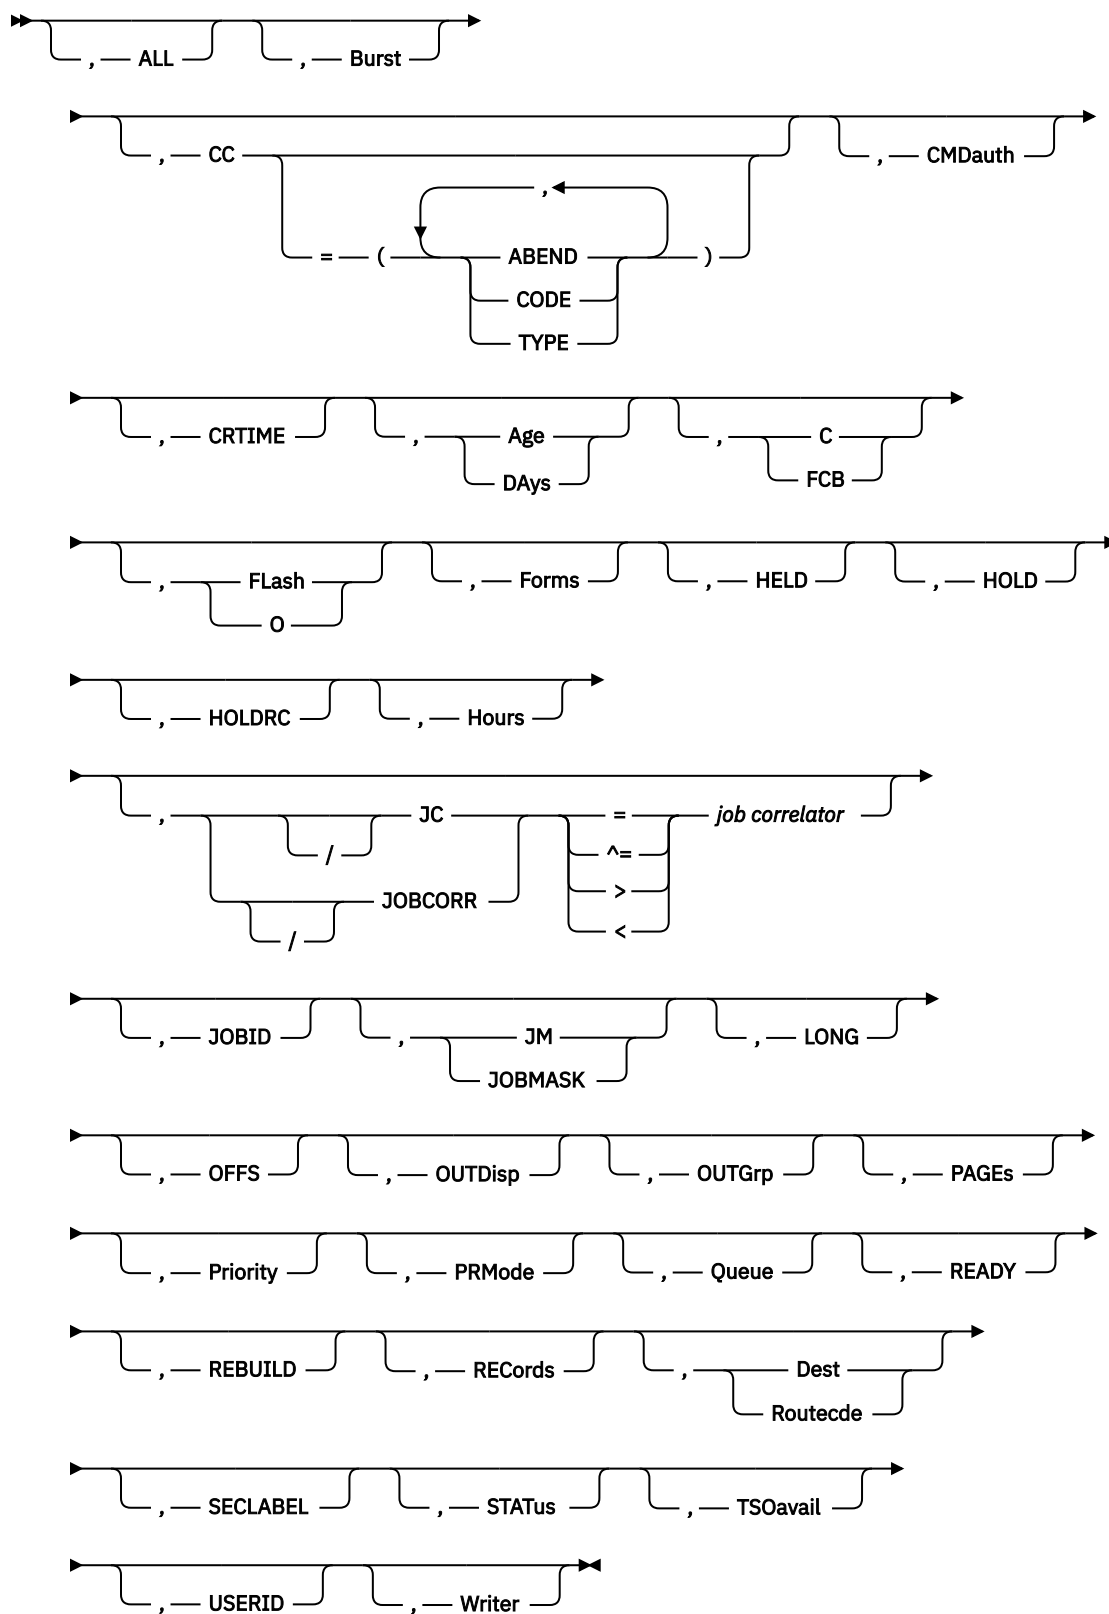 , ALL , Burst
, CC , CMDauth
,
= ( ABEND )
CODE
TYPE
, CRTIME , Age , C
DAys FCB
, FLash , Forms , HELD , HOLD
O
, HOLDRC , Hours
, JC = job correlator
/ ^=
JOBCORR >
/ <
, JOBID , JM , LONG
JOBMASK
, OFFS , OUTDisp , OUTGrp , PAGEs
, Priority , PRMode , Queue , READY
, REBUILD , RECords , Dest
Routecde
, SECLABEL , STATus , TSOavail
, USERID , Writer